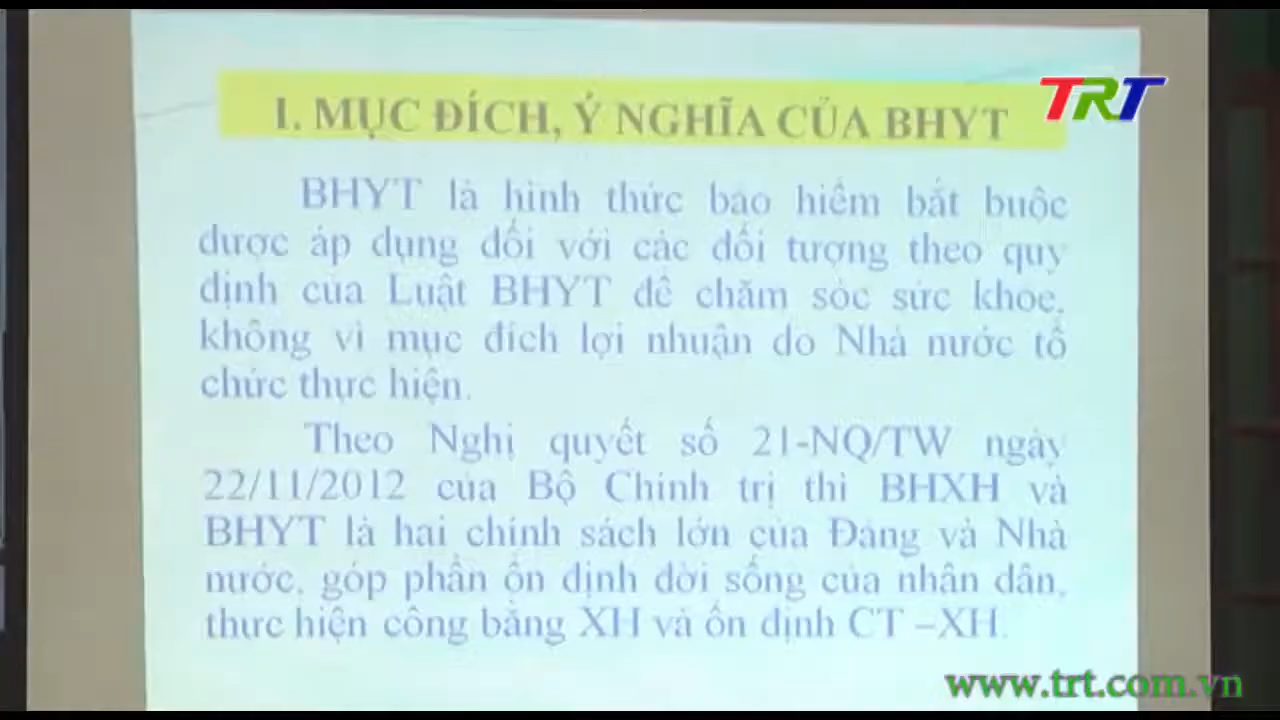 TRT
I. MỤC ĐÍCH, Ý NGHĨA CỦA BHYT
BHYT là hình thức bảo hiểm bắt buộc
được áp dụng đối với các đối tượng theo quy
định của Luật BHYT để chăm sóc sức khỏe,
không vì mục đích lợi nhuận do Nhà nước tổ
chức thực hiện.
Theo Nghị quyết số 21-NQ/TW ngày
22/11/2012 của Bộ Chính trị thì BHXH và
BHYT là hai chính sách lớn của Đảng và Nhà
nước, góp phần ổn định đời sống của nhân dân,
thực hiện công bằng XH và ổn định CT –XH.
www.trt.com.vn